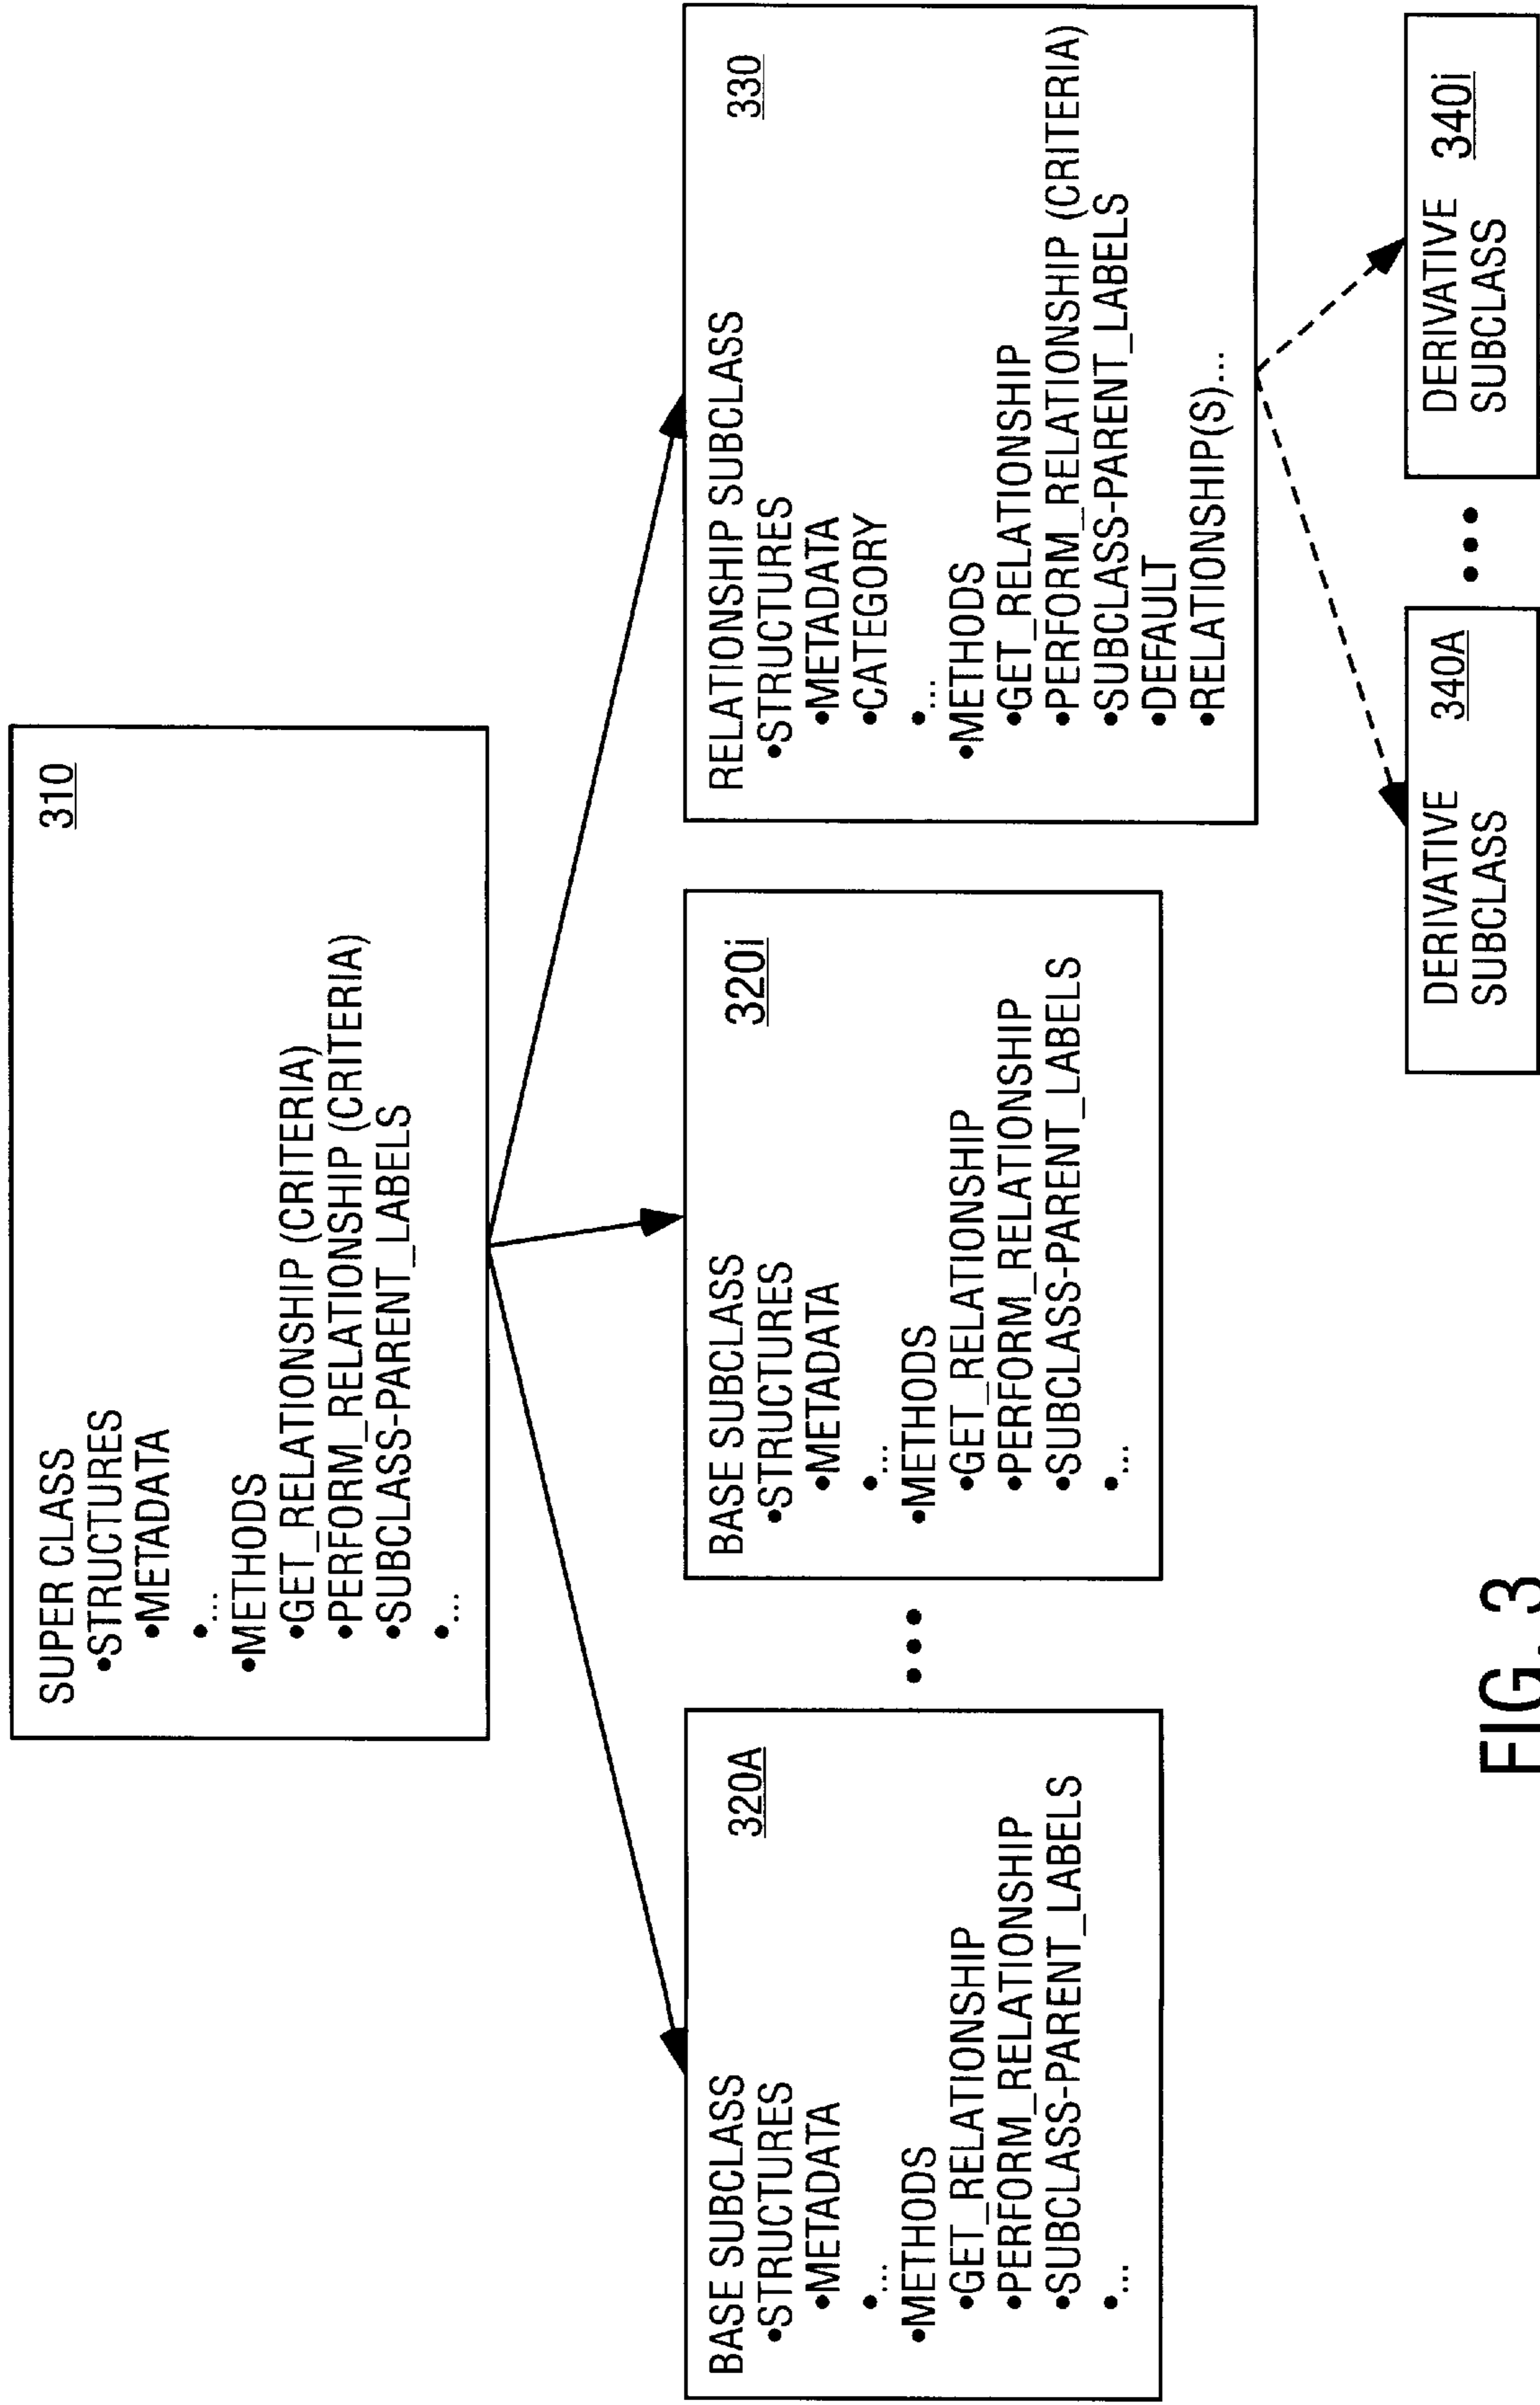 SUPER CLASS 310
•STRUCTURES
•METADATA
•...
•METHODS
•GET_RELATIONSHIP (CRITERIA)
•PERFORM_RELATIONSHIP (CRITERIA)
•SUBCLASS-PARENT_LABELS
•...
BASE SUBCLASS 320A
•STRUCTURES
•METADATA
•...
•METHODS
•GET_RELATIONSHIP
•PERFORM_RELATIONSHIP
•SUBCLASS-PARENT_LABELS
•...
•••
BASE SUBCLASS 320i
•STRUCTURES
•METADATA
•...
•METHODS
•GET_RELATIONSHIP
•PERFORM_RELATIONSHIP
•SUBCLASS-PARENT_LABELS
•...
RELATIONSHIP SUBCLASS 330
•STRUCTURES
•METADATA
•CATEGORY
•...
•METHODS
•GET_RELATIONSHIP
•PERFORM_RELATIONSHIP (CRITERIA)
•SUBCLASS-PARENT_LABELS
•DEFAULT
•RELATIONSHIP(S)...
DERIVATIVE 340A
SUBCLASS
•••
DERIVATIVE 340i
SUBCLASS
FIG. 3